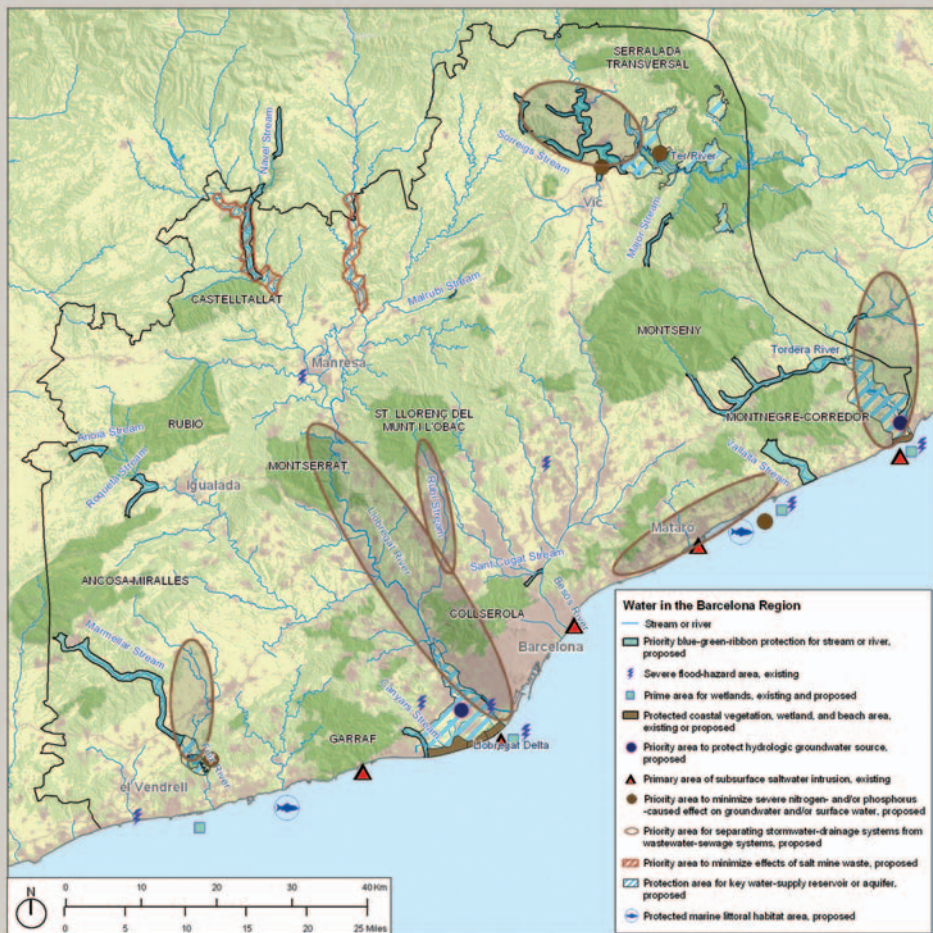 SERRALADA
TRANSVERSAL
Navel Stream
Sorreigs Stream
Ter River
Vic
Major Stream
CASTELLTALLAT
Malrubi Stream
MONTSENY
Manresa
Tordera River
RUBIÓ
ST. LLORENÇ DEL
MUNT I L'OBAC
MONTNEGRE-CORREDOR
Anoia Stream
MONTSERRAT
Vallalta Stream
Roqueta Stream
Igualada
Rubí Stream
Llobregat River
Mataró
Sant Cugat Stream
ANCOSA-MIRALLES
COLLSEROLA
Besòs River
Marmellar Stream
Barcelona
Canyars Stream
GARRAF
Llobregat Delta
River
el Vendrell
Water in the Barcelona Region
Stream or river
Priority blue-green-ribbon protection for stream or river,
proposed
Severe flood-hazard area, existing
Prime area for wetlands, existing and proposed
Protected coastal vegetation, wetland, and beach area,
existing or proposed
Priority area to protect hydrologic groundwater source,
proposed
Primary area of subsurface saltwater intrusion, existing
Priority area to minimize severe nitrogen- and/or phosphorus
-caused effect on groundwater and/or surface water, proposed
Priority area for separating stormwater-drainage systems from
wastewater-sewage systems, proposed
Priority area to minimize effects of salt mine waste, proposed
Protection area for key water-supply reservoir or aquifer,
proposed
Protected marine littoral habitat area, proposed
N
0 10 20 30 40 Km
0 5 10 15 20 25 Miles